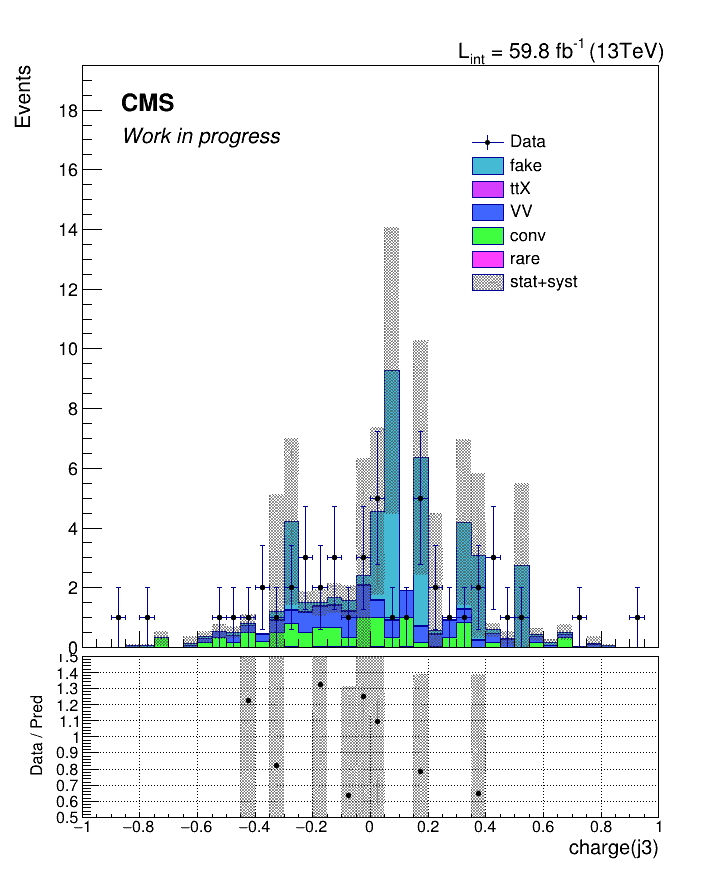 L_int = 59.8 fb^-1 (13TeV)
Events
CMS
Work in progress
Data
fake
ttX
VV
conv
rare
stat+syst
18
16
14
12
10
8
6
4
2
0
Data / Pred
1.5
1.4
1.3
1.2
1.1
1
0.9
0.8
0.7
0.6
0.5
−1 −0.8 −0.6 −0.4 −0.2 0 0.2 0.4 0.6 0.8 1
charge(j3)